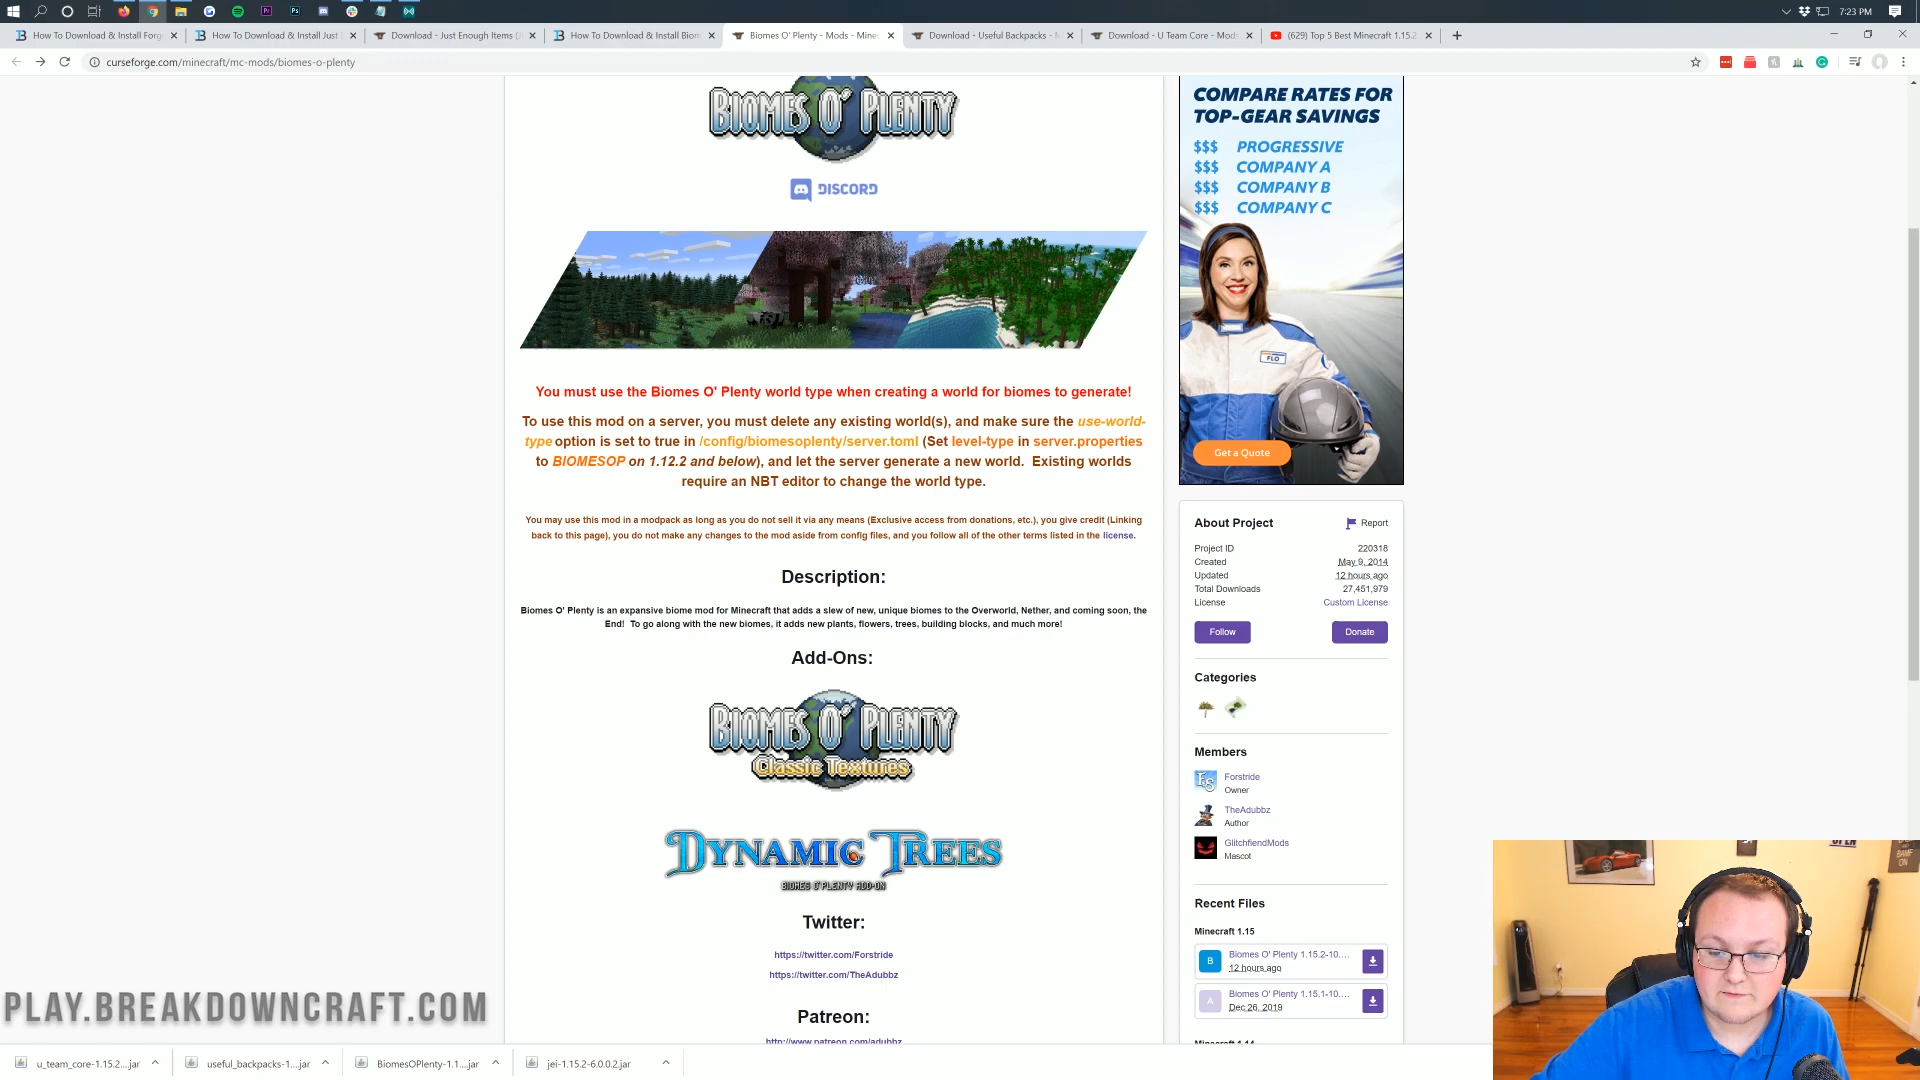 7:23 PM
How To Download & Install Forg
How To Download & Install Just
Download - Just Enough Items (J
How To Download & Install Biom
Biomes O' Plenty - Mods - Minec
Download - Useful Backpacks - M
Download - U Team Core - Mods
(629) Top 5 Best Minecraft 1.15.2
curseforge.com/minecraft/mc-mods/biomes-o-plenty
BIOMES O' PLENTY
DISCORD
You must use the Biomes O' Plenty world type when creating a world for biomes to generate!
To use this mod on a server, you must delete any existing world(s), and make sure the use-world-
type option is set to true in /config/biomesoplenty/server.toml (Set level-type in server.properties
to BIOMESOP on 1.12.2 and below), and let the server generate a new world. Existing worlds
require an NBT editor to change the world type.
You may use this mod in a modpack as long as you do not sell it via any means (Exclusive access from donations, etc.), you give credit (Linking
back to this page), you do not make any changes to the mod aside from config files, and you follow all of the other terms listed in the license.
Description:
Biomes O' Plenty is an expansive biome mod for Minecraft that adds a slew of new, unique biomes to the Overworld, Nether, and coming soon, the
End! To go along with the new biomes, it adds new plants, flowers, trees, building blocks, and much more!
Add-Ons:
BIOMES O' PLENTY
Classic Textures
DYNAMIC TREES
BIOMES O'PLENTY ADD-ON
Twitter:
https://twitter.com/Forstride
https://twitter.com/TheAdubbz
Patreon:
http://www.patreon.com/adubbz
COMPARE RATES FOR
TOP-GEAR SAVINGS
$$$ PROGRESSIVE
$$$ COMPANY A
$$$ COMPANY B
$$$ COMPANY C
FLO
Get a Quote
About Project
Report
Project ID 220318
Created May 9, 2014
Updated 12 hours ago
Total Downloads 27,451,979
License Custom License
Follow
Donate
Categories
Members
Forstride
Owner
TheAdubbz
Author
GlitchfiendMods
Mascot
Recent Files
Minecraft 1.15
B
Biomes O' Plenty 1.15.2-10....
12 hours ago
A
Biomes O' Plenty 1.15.1-10....
Dec 26, 2019
Minecraft 1.14
PLAY.BREAKDOWNCRAFT.COM
u_team_core-1.15.2....jar
useful_backpacks-1....jar
BiomesOPlenty-1.1....jar
jei-1.15.2-6.0.0.2.jar